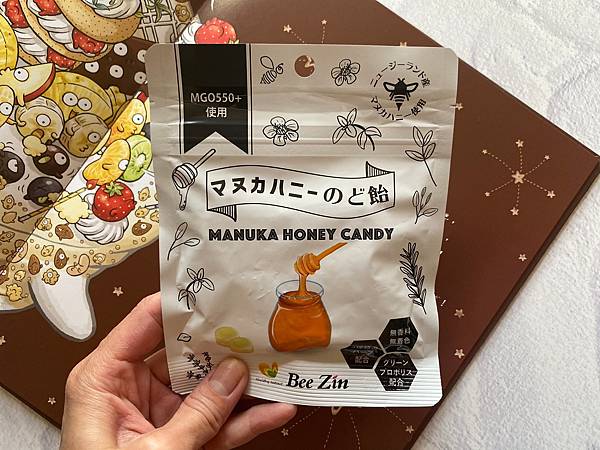 MGO550+
使用
ニュージーランド産
マヌカハニー使用
マヌカハニーのど飴
MANUKA HONEY CANDY
無香料
無着色
配合
グリーン
プロポリス
配合
Bee Zin